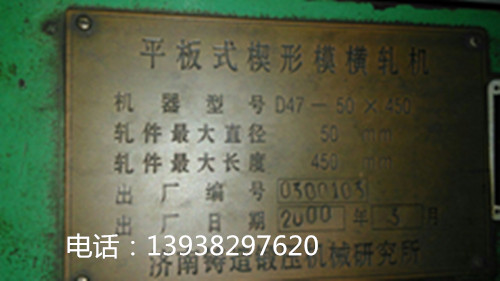 平板式楔形模横轧机
机器型号 D47-50×450
轧件最大直径 50 mm
轧件最大长度 450 mm
出厂编号 0300103
出厂日期 2000 年 3 月
电话：13938297620
济南铸造锻压机械研究所